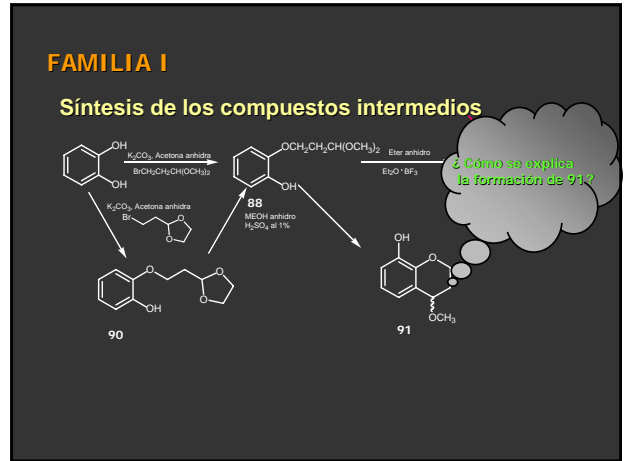 FAMILIA I
Síntesis de los compuestos intermedios
OH
OH
K2CO3, Acetona anhidra
BrCH2CH2CH(OCH3)2
OCH2CH2CH(OCH3)2
OH
88
Eter anhidro
Et2O•BF3
¿ Cómo se explica
la formación de 91?
K2CO3, Acetona anhidra
Br
O
O
MEOH anhidro
H2SO4 al 1%
O
O
O
OH
90
OH
O
OCH3
91